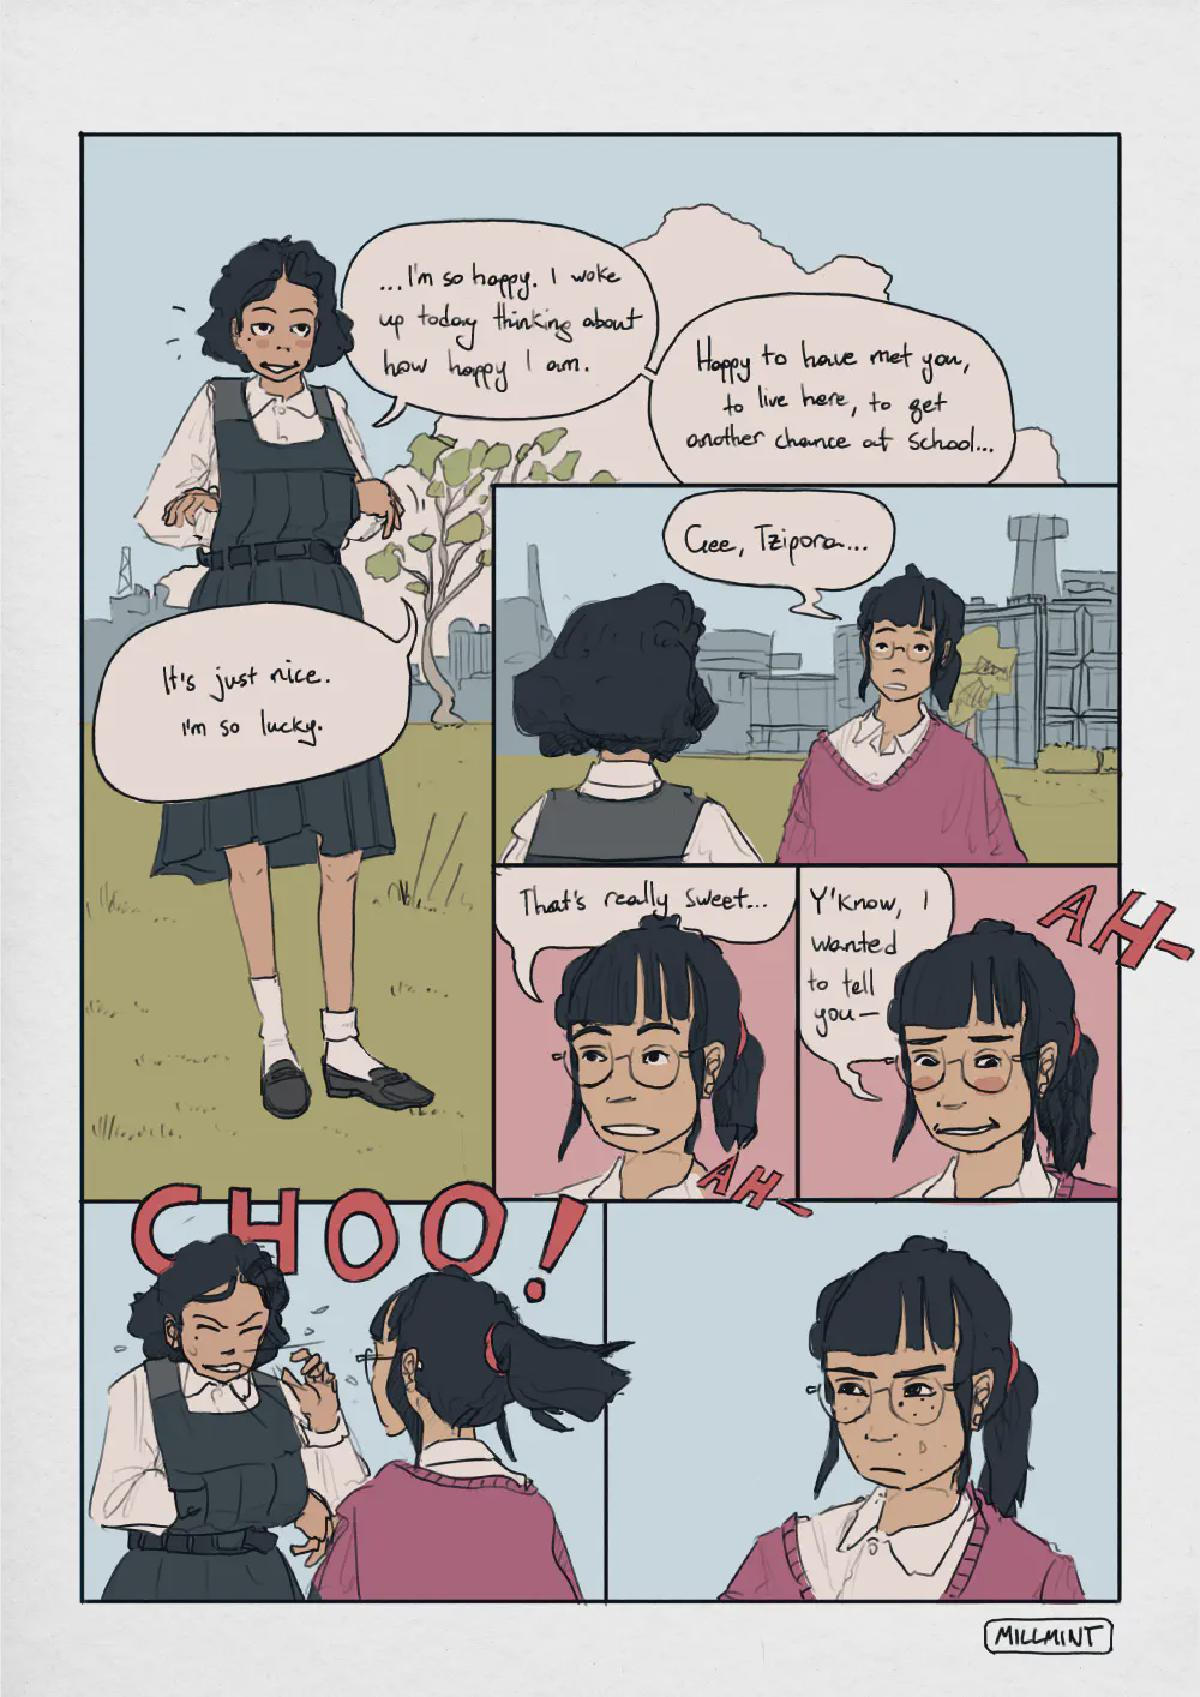 ...I'm so happy. I woke
up today thinking about
how happy I am.
Happy to have met you,
to live here, to get
another chance at school...
It's just nice.
I'm so lucky.
Gee, Tzipora...
That's really sweet...
AH-
Y'know, I
wanted
to tell
you—
AH-
CHOO!
MILLMINT